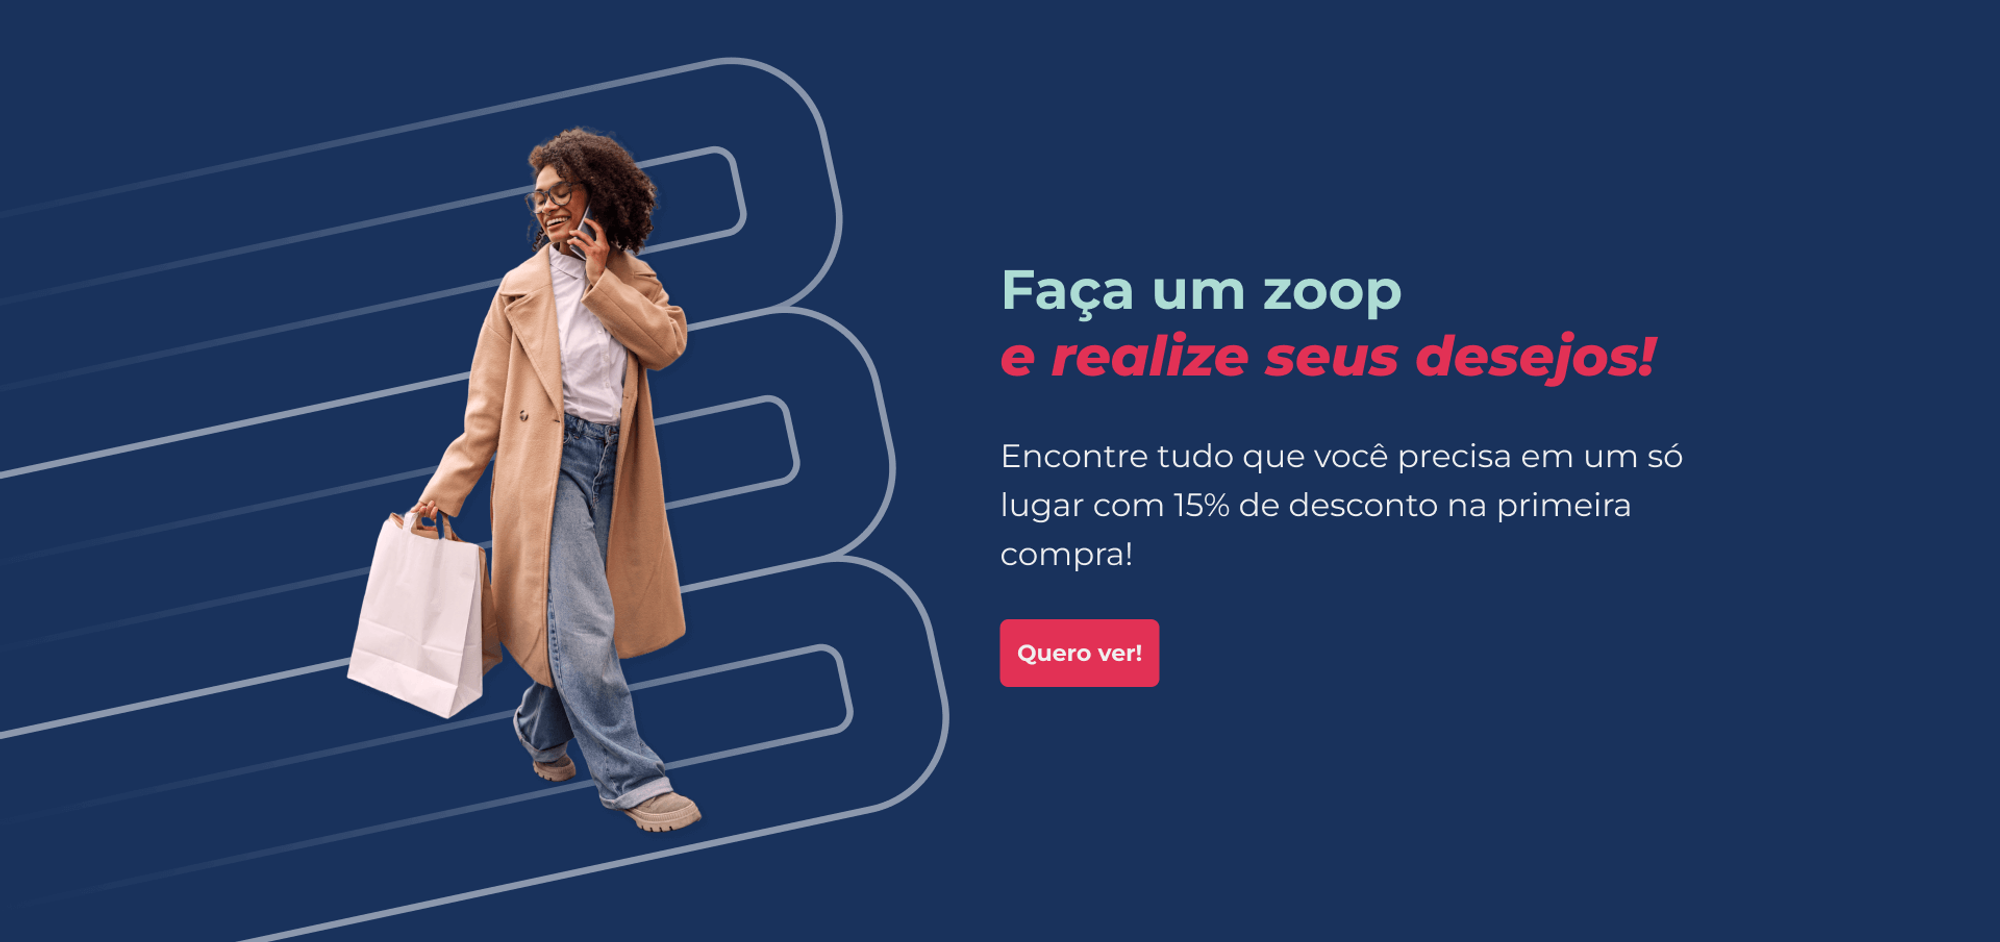 Faça um zoop
e realize seus desejos!
Encontre tudo que você precisa em um só
lugar com 15% de desconto na primeira
compra!
Quero ver!